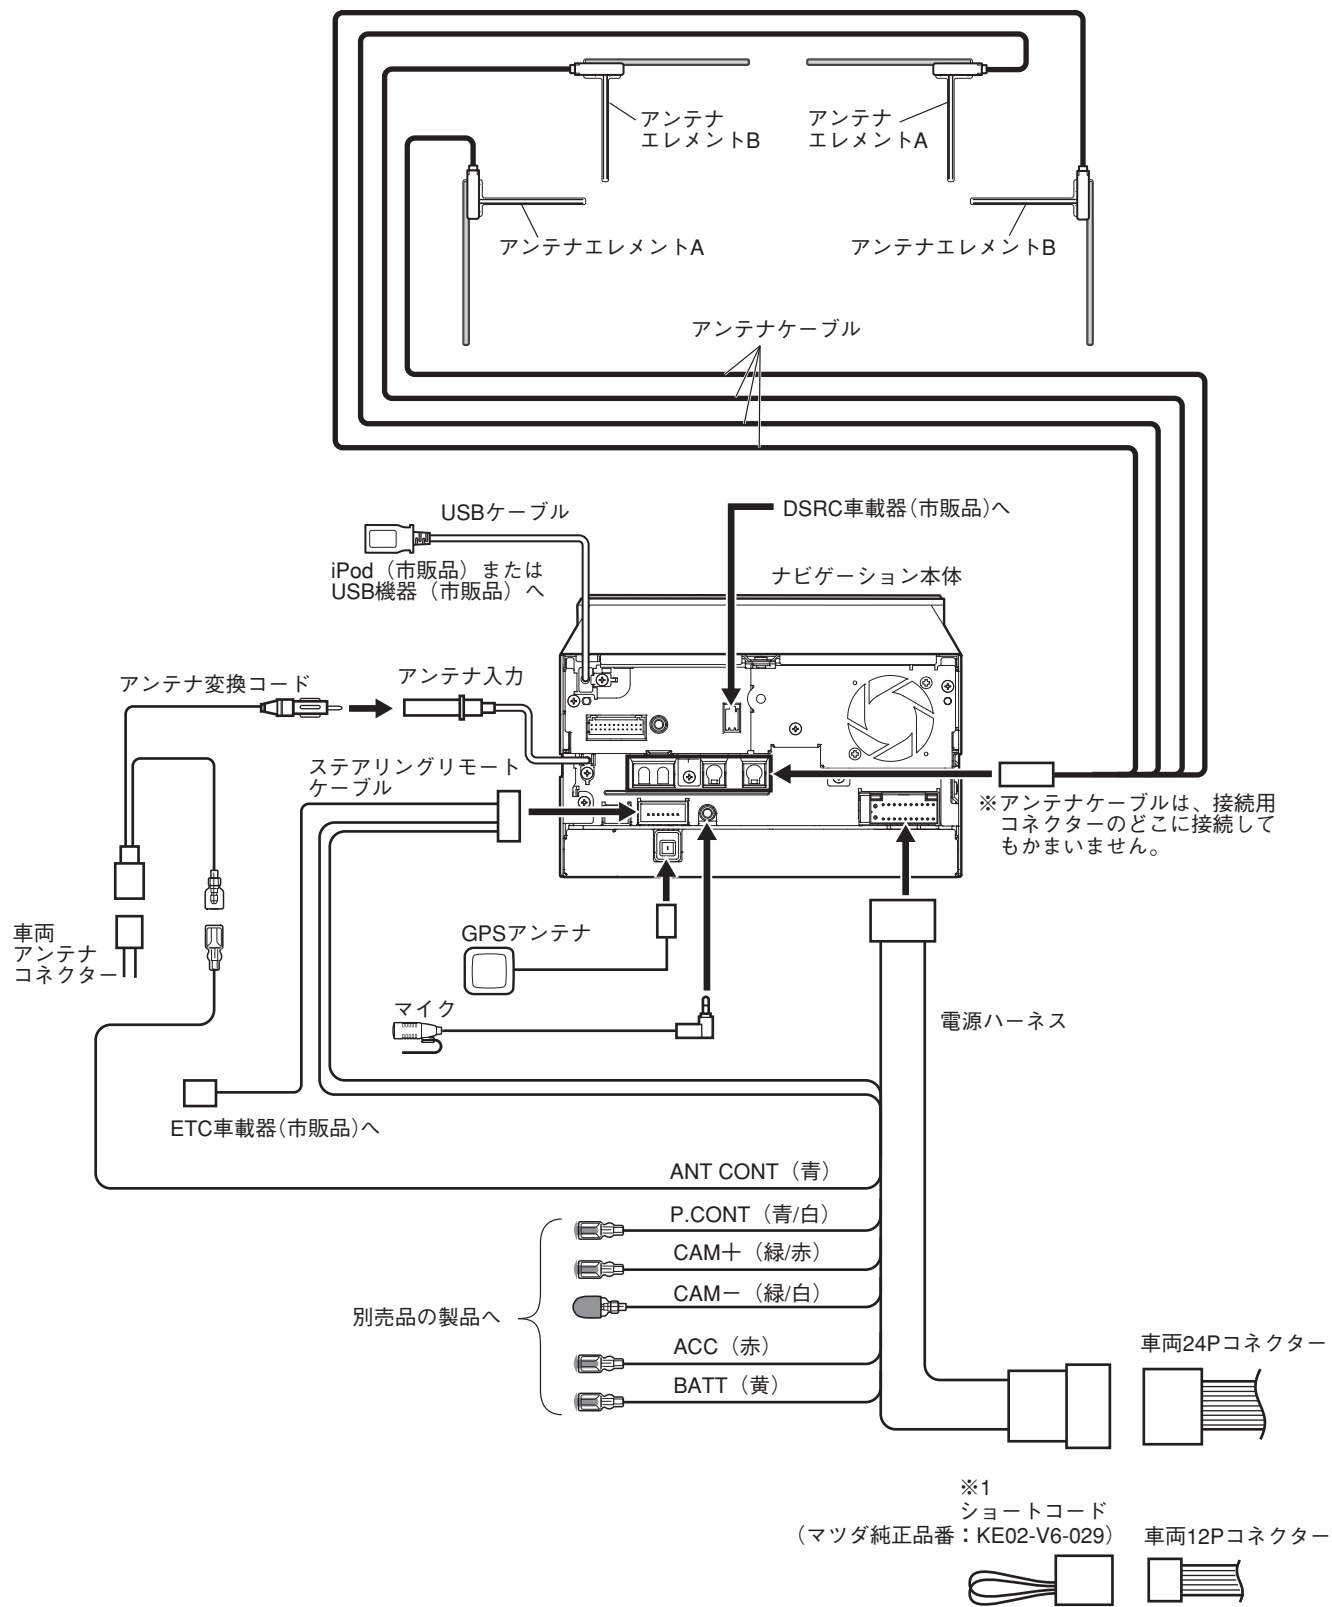 アンテナ
エレメントB
アンテナ
エレメントA
アンテナエレメントA
アンテナエレメントB
アンテナケーブル
USBケーブル
DSRC車載器(市販品)へ
iPod（市販品）または
USB機器（市販品）へ
ナビゲーション本体
アンテナ変換コード
アンテナ入力
ステアリングリモート
ケーブル
※アンテナケーブルは、接続用
コネクターのどこに接続して
もかまいません。
車両
アンテナ
コネクター
GPSアンテナ
マイク
電源ハーネス
ETC車載器(市販品)へ
ANT CONT（青）
P.CONT（青/白）
CAM＋（緑/赤）
CAM−（緑/白）
別売品の製品へ
ACC（赤）
BATT（黄）
車両24Pコネクター
※1
ショートコード
（マツダ純正品番：KE02-V6-029）
車両12Pコネクター